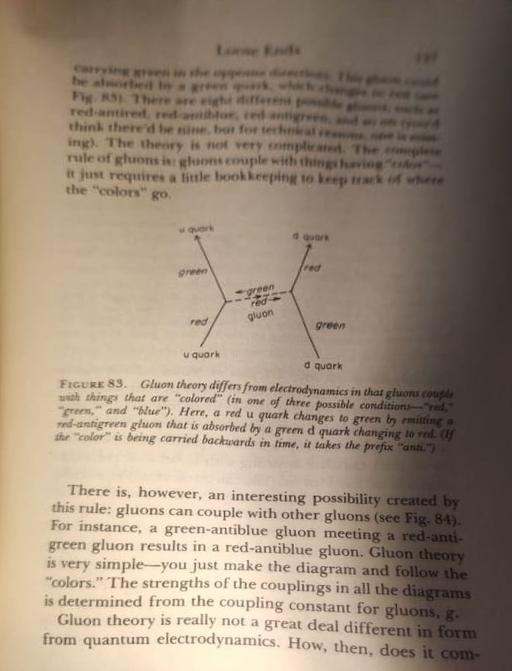 Loose Ends
carrying green in the opposite direction. This gluon could
be absorbed by a green quark, which changes to red (see
Fig. 83). There are eight different possible gluons, such as
red-antired, red-antiblue, red-antigreen, and so on (you'd
think there'd be nine, but for technical reasons, one is miss-
ing). The theory is not very complicated. The complete
rule of gluons is: gluons couple with things having "color"—
it just requires a little bookkeeping to keep track of where
the "colors" go.
u quark
d quark
green
red
green
red
gluon
red
green
u quark
d quark
FIGURE 83. Gluon theory differs from electrodynamics in that gluons couple
with things that are "colored" (in one of three possible conditions—"red,"
"green," and "blue"). Here, a red u quark changes to green by emitting a
red-antigreen gluon that is absorbed by a green d quark changing to red. (If
the "color" is being carried backwards in time, it takes the prefix "anti.")
There is, however, an interesting possibility created by
this rule: gluons can couple with other gluons (see Fig. 84).
For instance, a green-antiblue gluon meeting a red-anti-
green gluon results in a red-antiblue gluon. Gluon theory
is very simple—you just make the diagram and follow the
"colors." The strengths of the couplings in all the diagrams
is determined from the coupling constant for gluons, g.
Gluon theory is really not a great deal different in form
from quantum electrodynamics. How, then, does it com-